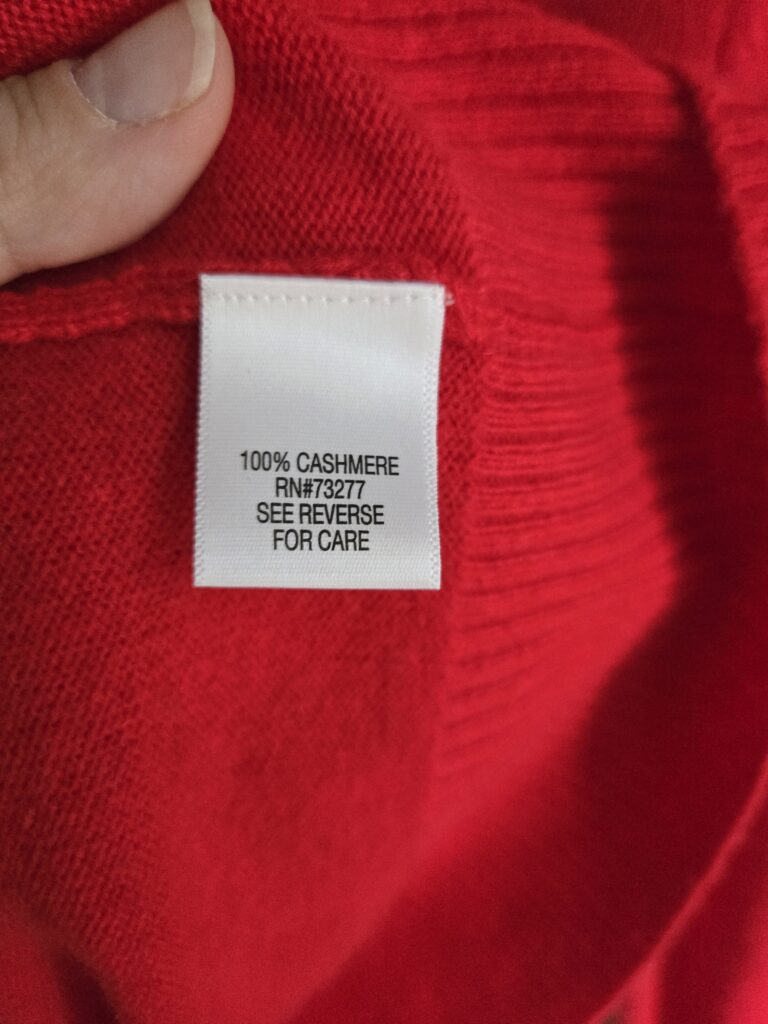 100% CASHMERE
RN#73277
SEE REVERSE
FOR CARE